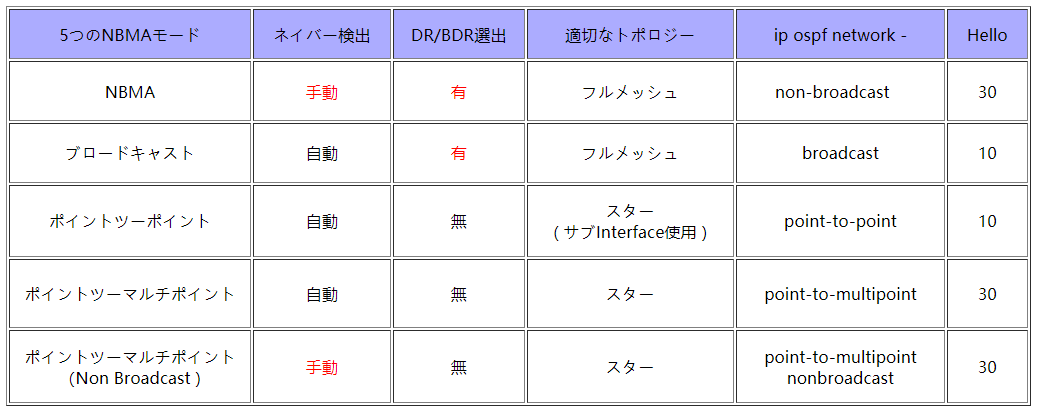 5つのNBMAモード ネイバー検出 DR/BDR選出 適切なトポロジー ip ospf network - Hello
NBMA 手動 有 フルメッシュ non-broadcast 30
ブロードキャスト 自動 有 フルメッシュ broadcast 10
ポイントツーポイント 自動 無 スター point-to-point 10
( サブInterface使用 )
ポイントツーマルチポイント 自動 無 スター point-to-multipoint 30
ポイントツーマルチポイント 手動 無 スター point-to-multipoint 30
(Non Broadcast ) nonbroadcast